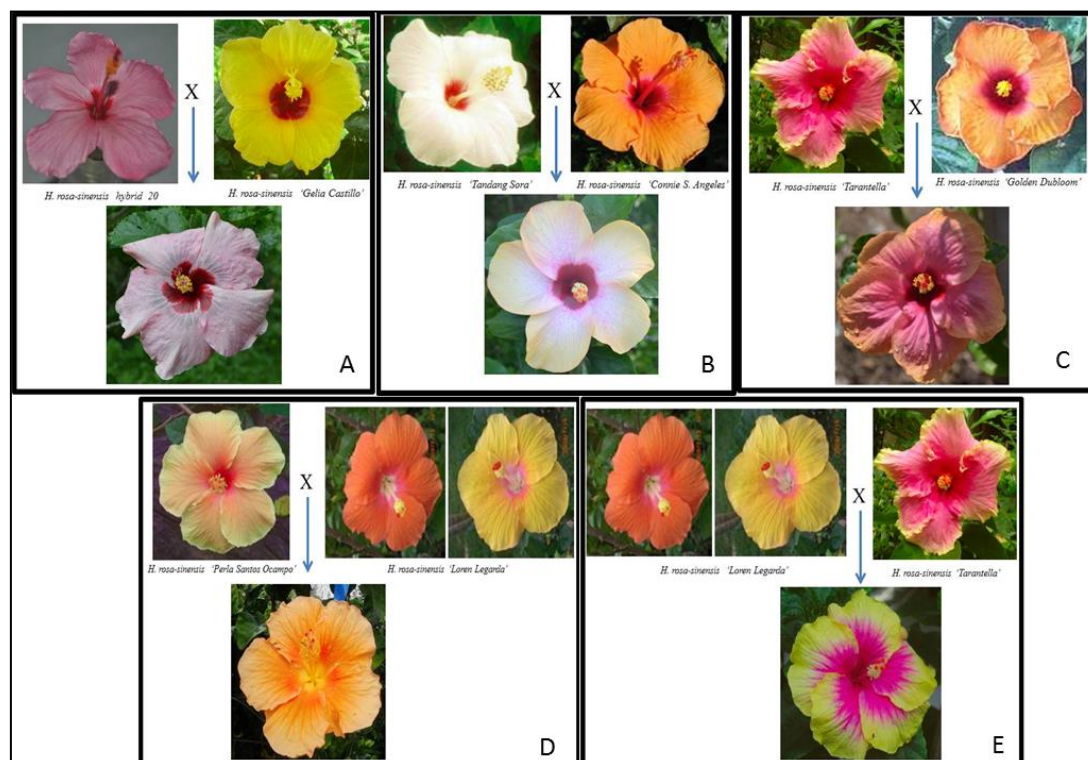 X
X
X
H. rosa-sinensis hybrid 20
H. rosa-sinensis 'Gelia Castillo'
H. rosa-sinensis 'Tandang Sora'
H. rosa-sinensis 'Connie S. Angeles'
H. rosa-sinensis 'Tarantella'
H. rosa-sinensis 'Golden Dubloom'
A
B
C
X
X
H. rosa-sinensis 'Perla Santos Ocampo'
H. rosa-sinensis 'Loren Legarda'
H. rosa-sinensis 'Loren Legarda'
H. rosa-sinensis 'Tarantella'
D
E